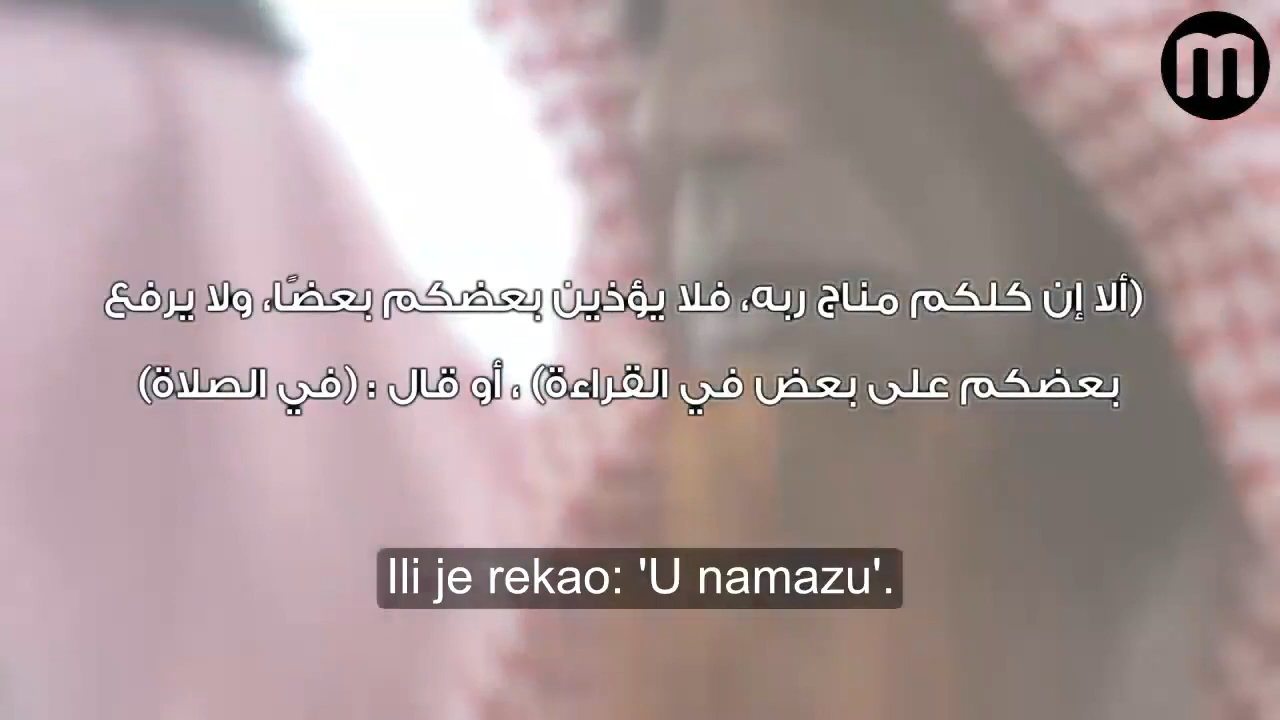 (ألا إن كلكم مناج ربه، فلا يؤذين بعضكم بعضًا، ولا يرفع
بعضكم على بعض في القراءة) ، أو قال : (في الصلاة)
Ili je rekao: 'U namazu'.